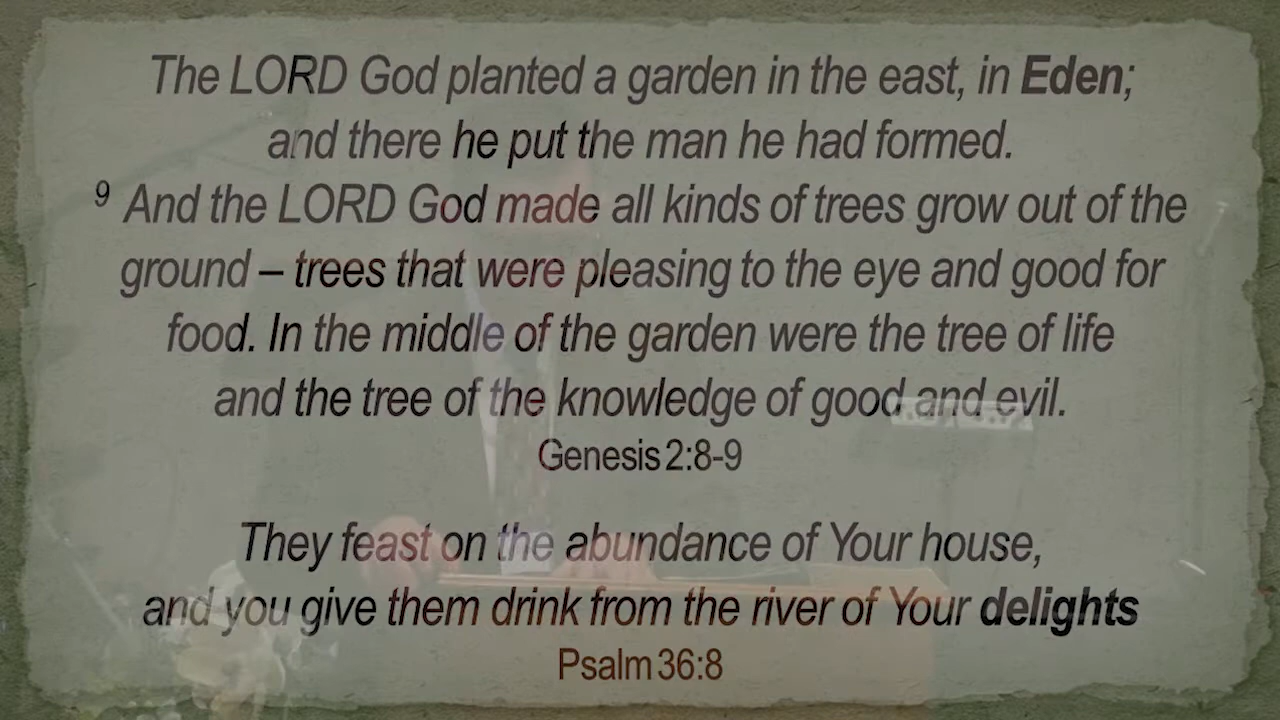 The LORD God planted a garden in the east, in Eden;
and there he put the man he had formed.
9 And the LORD God made all kinds of trees grow out of the
ground – trees that were pleasing to the eye and good for
food. In the middle of the garden were the tree of life
and the tree of the knowledge of good and evil.
Genesis 2:8-9
They feast on the abundance of Your house,
and you give them drink from the river of Your delights
Psalm 36:8